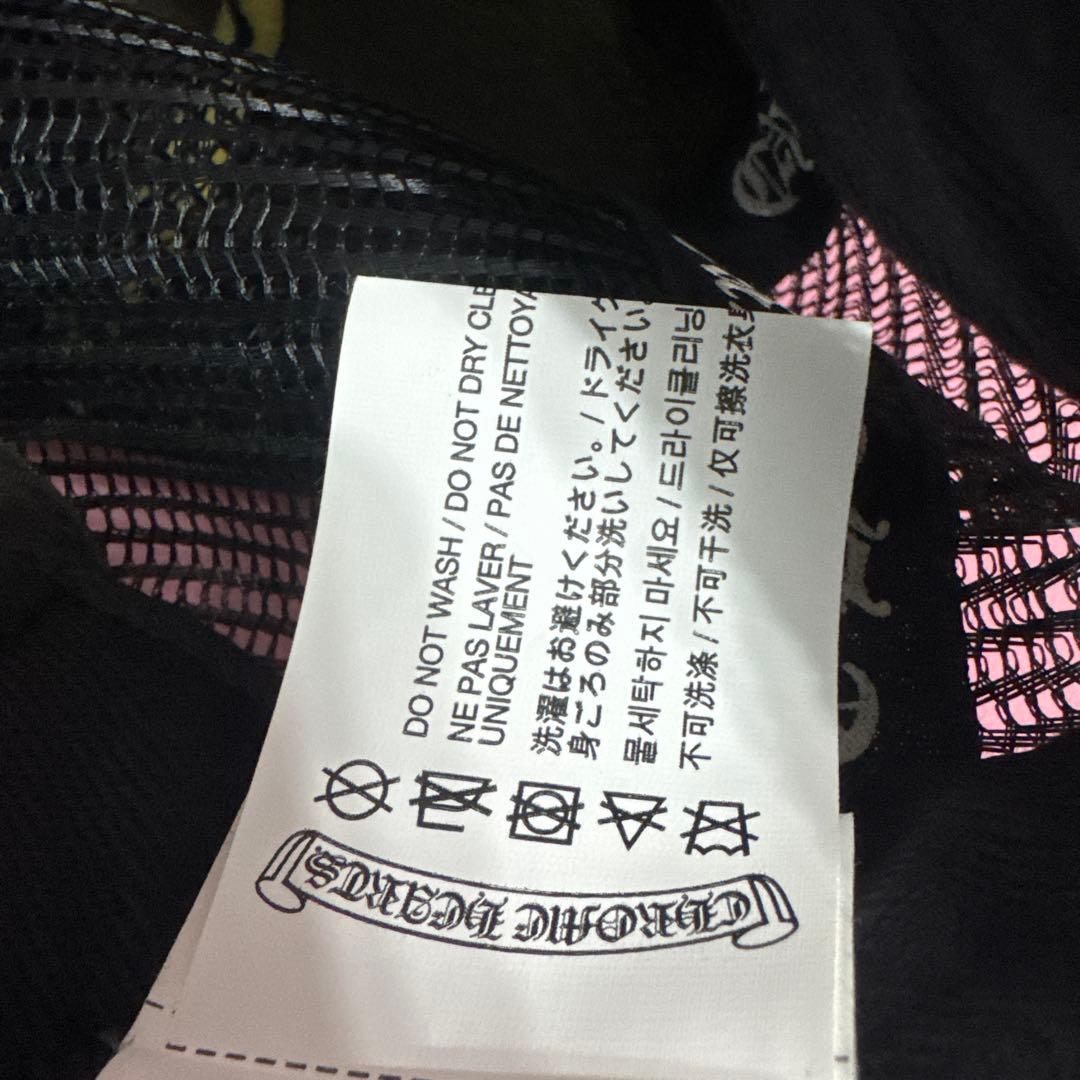 CHROME HEARTS
DO NOT WASH / DO NOT DRY CLE
NE PAS LAVER / PAS DE NETTOYA
UNIQUEMENT
洗濯はお避けください。/ ドライク
身ごろのみ部分洗いしてください。
물세탁하지 마세요 / 드라이클리닝
不可洗涤 / 不可干洗 / 仅可擦洗衣身